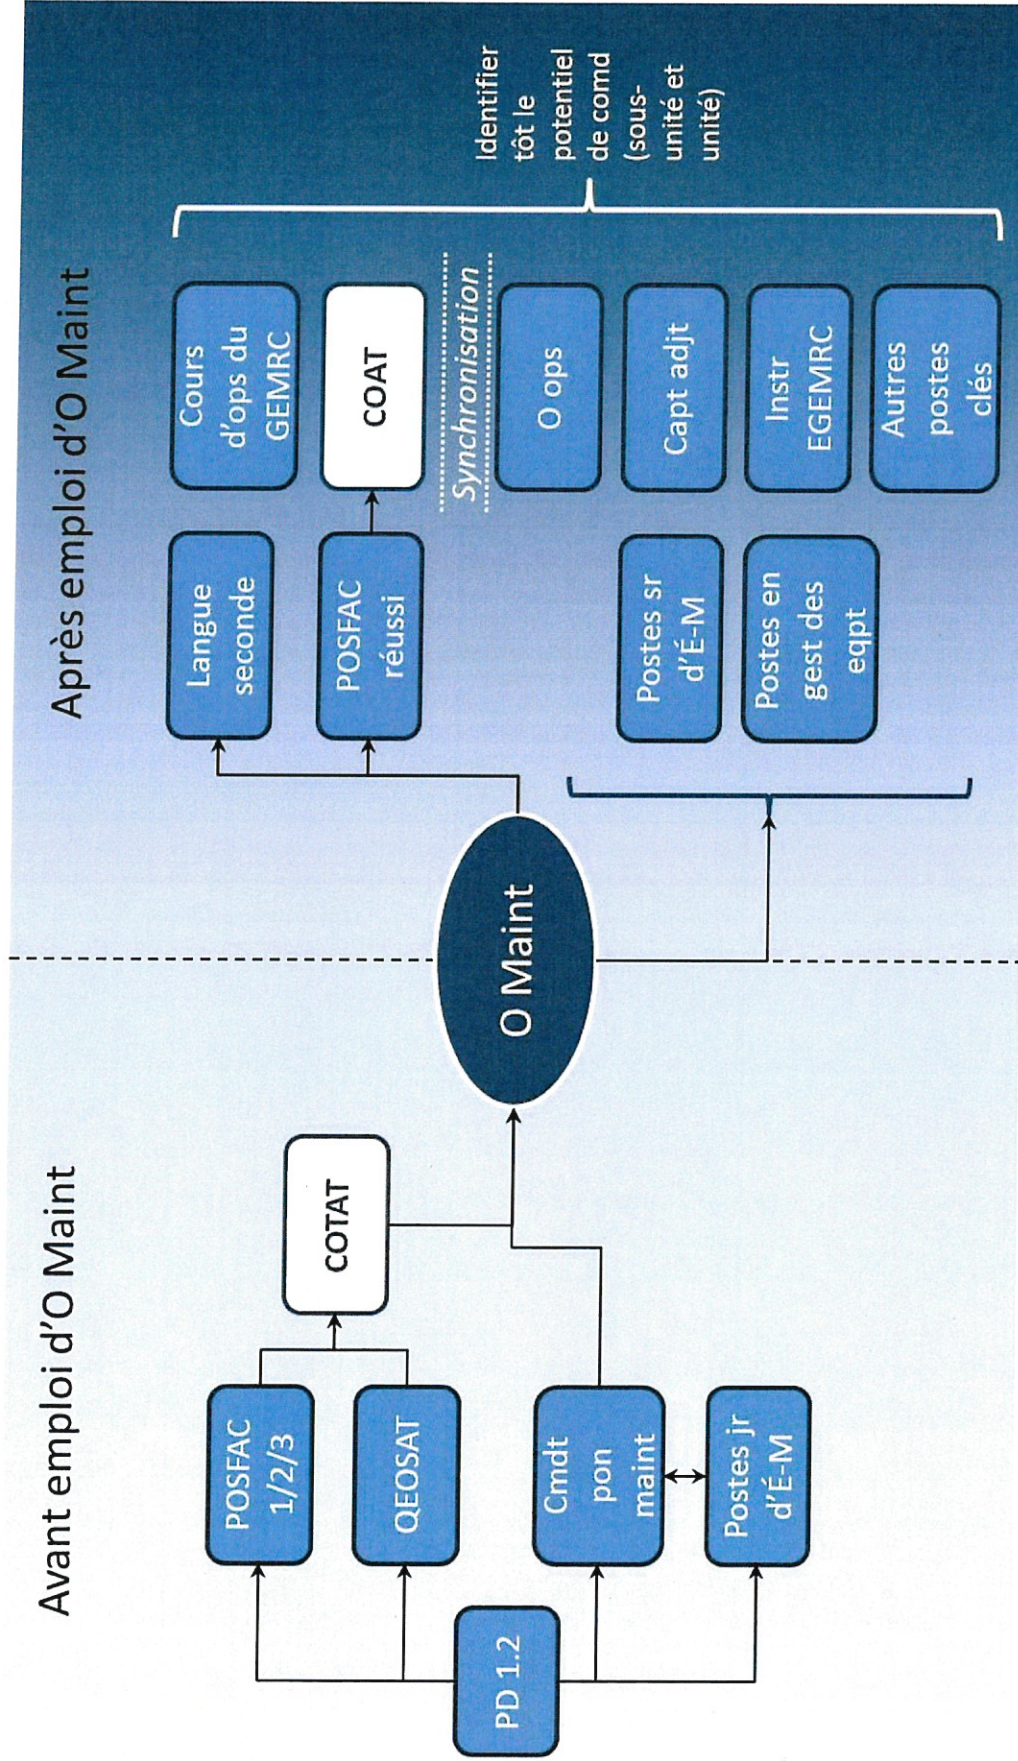 Avant emploi d'O Maint
Après emploi d'O Maint
PD 1.2
POSFAC
1/2/3
QEOSAT
Cmdt
pon
maint
Postes jr
d'É-M
COTAT
O Maint
Langue
seconde
POSFAC
réussi
Postes sr
d'É-M
Postes en
gest des
eqpt
Cours
d'ops du
GEMRC
COAT
Synchronisation
O ops
Capt adjt
Instr
EGEMRC
Autres
postes
clés
Identifier
tôt le
potentiel
de comd
(sous-
unité et
unité)